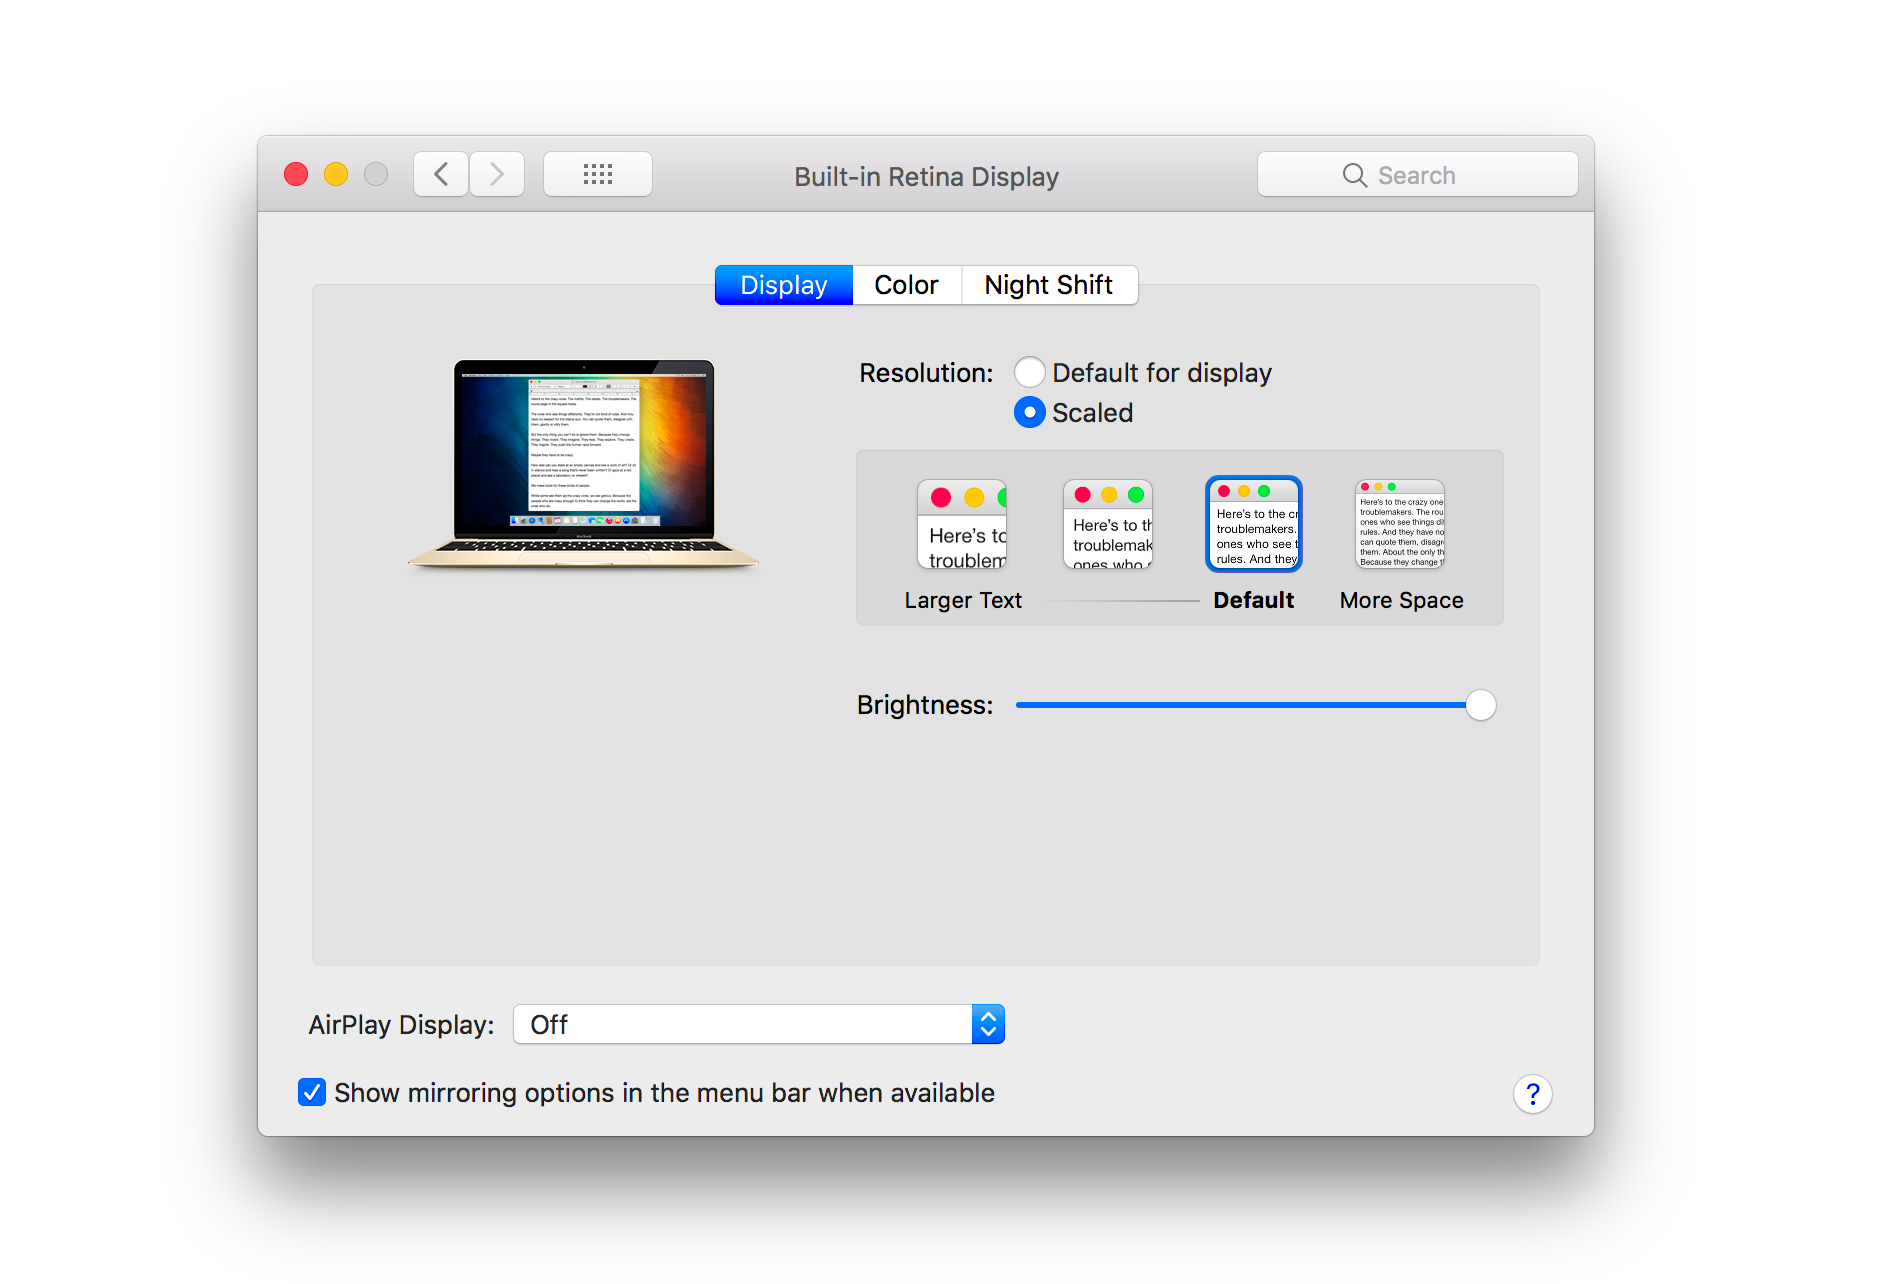 Built-in Retina Display
Search
Display Color Night Shift
Resolution: Default for display
Scaled
Here's to
troublem
Here's to th
troublemak
ones who
Here's to the cr
troublemakers.
ones who see t
rules. And they
Here's to the crazy one
troublemakers. The rou
ones who see things dif
rules. And they have no
can quote them, disagr
them. About the only th
Because they change t
Larger Text Default More Space
Brightness:
AirPlay Display: Off
Show mirroring options in the menu bar when available
?